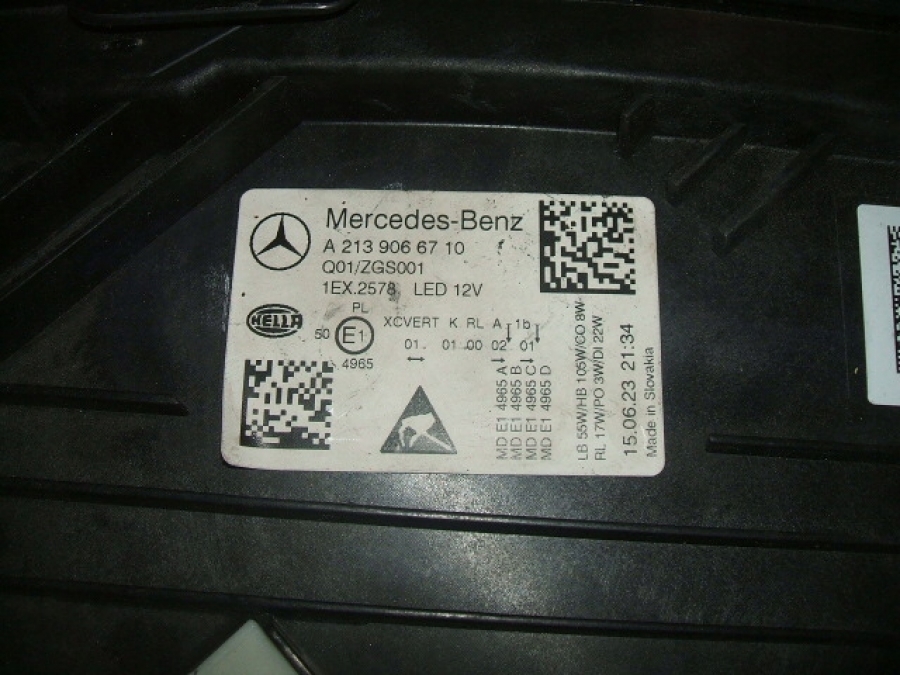 Mercedes-Benz
A 213 906 67 10
Q01/ZGS001
1EX.2578 LED 12V
HELLA
PL
50 E1
4965
XCVERT K RL A 1b
01. 01 00 02 01
MD E1 4965 A
MD E1 4965 B
MD E1 4965 C
MD E1 4965 D
LB 55W/HB 105W/CO 8W
RL 17W/PO 3W/DI 22W
15.06.23 21:34
Made in Slovakia